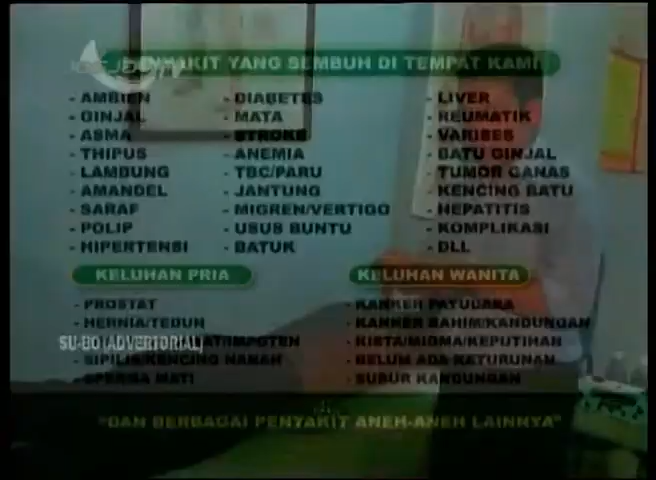 PENYAKIT YANG SEMBUH DI TEMPAT KAMI
- AMBIEN
- GINJAL
- ASMA
- THIPUS
- LAMBUNG
- AMANDEL
- SARAF
- POLIP
- HIPERTENSI
- DIABETES
- MATA
- STROKE
- ANEMIA
- TBC/PARU
- JANTUNG
- MIGREN/VERTIGO
- USUS BUNTU
- BATUK
- LIVER
- REUMATIK
- VARISES
- BATU GINJAL
- TUMOR GANAS
- KENCING BATU
- HEPATITIS
- KOMPLIKASI
- DLL
KELUHAN PRIA
- PROSTAT
- HERNIA/TEDUN
- SIPILIS/KENCING NANAH
- SPERMA MATI
KELUHAN WANITA
- KANKER PAYUDARA
- KANKER RAHIM/KANDUNGAN
- KISTA/MIOMA/KEPUTIHAN
- BELUM ADA KETURUNAN
- SUBUR KANDUNGAN
SU-BO (ADVERTORIAL)
"DAN BERBAGAI PENYAKIT ANEH-ANEH LAINNYA"